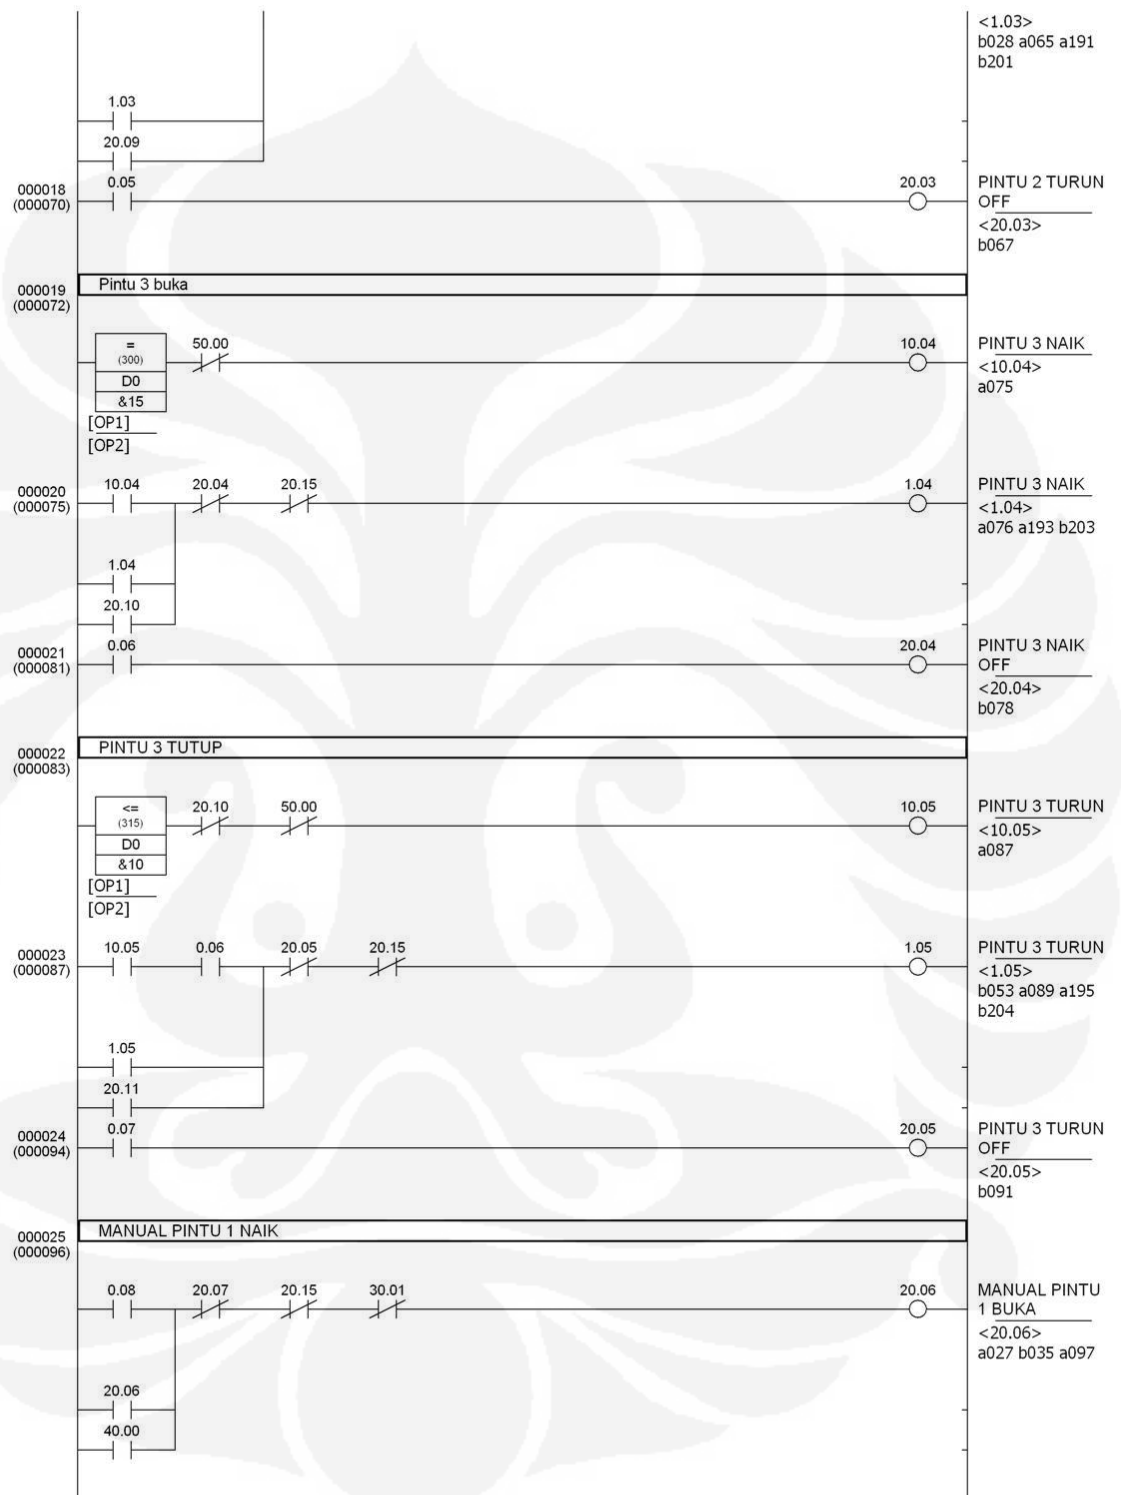 <1.03>
b028 a065 a191
b201
1.03
20.09
000018
(000070)
0.05
20.03
PINTU 2 TURUN
OFF
<20.03>
b067
000019
(000072)
Pintu 3 buka
=
(300)
D0
&15
[OP1]
[OP2]
50.00
10.04
PINTU 3 NAIK
<10.04>
a075
000020
(000075)
10.04 20.04 20.15
1.04
PINTU 3 NAIK
<1.04>
a076 a193 b203
1.04
20.10
000021
(000081)
0.06
20.04
PINTU 3 NAIK
OFF
<20.04>
b078
000022
(000083)
PINTU 3 TUTUP
<=
(315)
D0
&10
[OP1]
[OP2]
20.10 50.00
10.05
PINTU 3 TURUN
<10.05>
a087
000023
(000087)
10.05 0.06 20.05 20.15
1.05
PINTU 3 TURUN
<1.05>
b053 a089 a195
b204
1.05
20.11
000024
(000094)
0.07
20.05
PINTU 3 TURUN
OFF
<20.05>
b091
000025
(000096)
MANUAL PINTU 1 NAIK
0.08 20.07 20.15 30.01
20.06
MANUAL PINTU
1 BUKA
<20.06>
a027 b035 a097
20.06
40.00